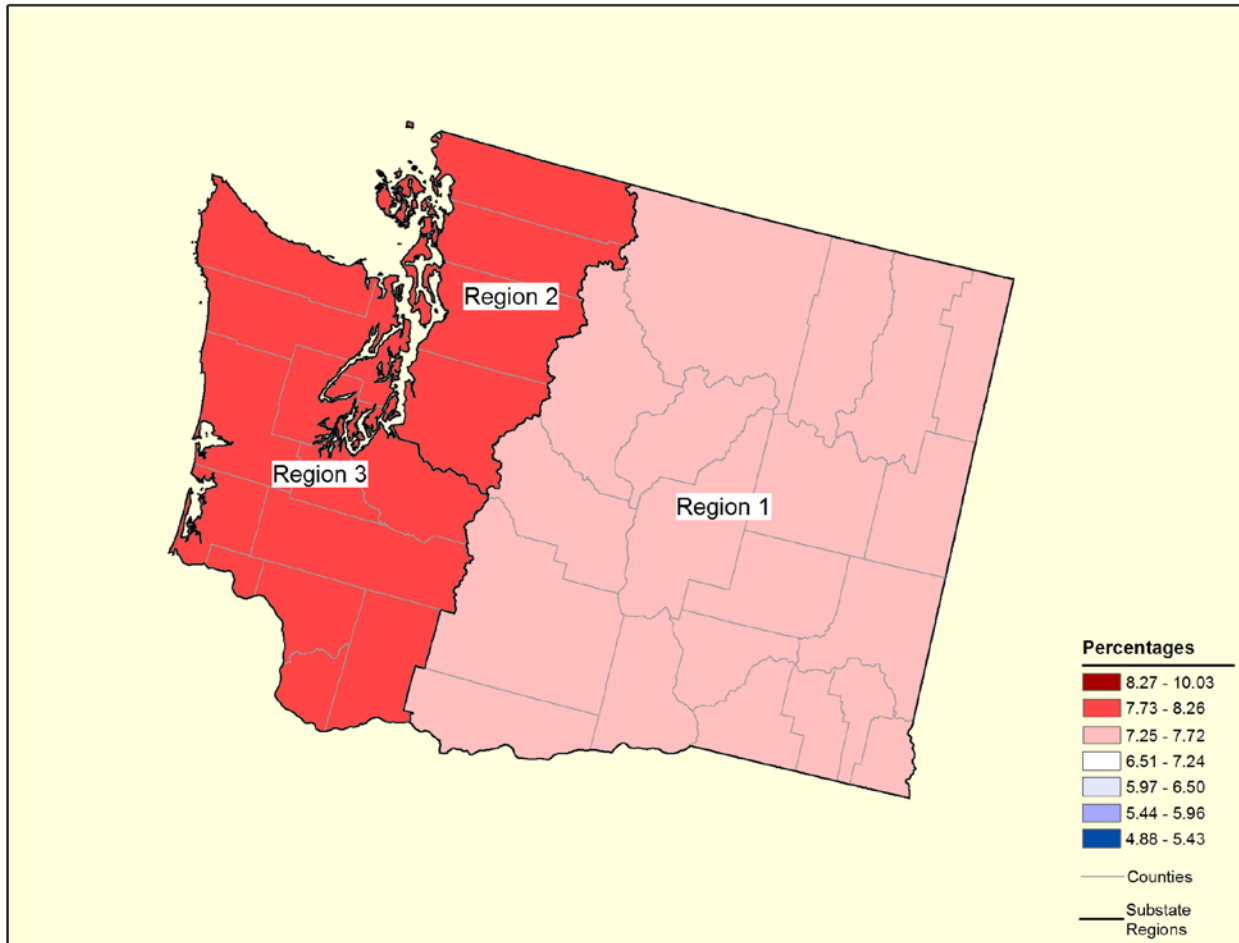 Region 2
Region 3
Region 1
Percentages
8.27 - 10.03
7.73 - 8.26
7.25 - 7.72
6.51 - 7.24
5.97 - 6.50
5.44 - 5.96
4.88 - 5.43
Counties
Substate
Regions